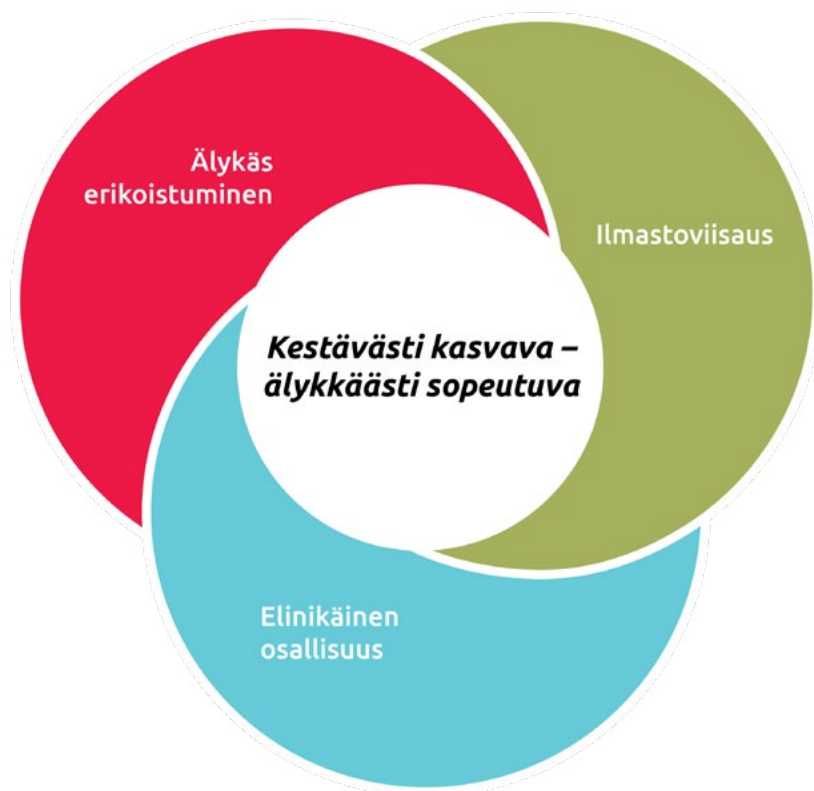 Älykäs
erikoistuminen
Ilmastoviisaus
Kestävästi kasvava –
älykkäästi sopeutuva
Elinikäinen
osallisuus